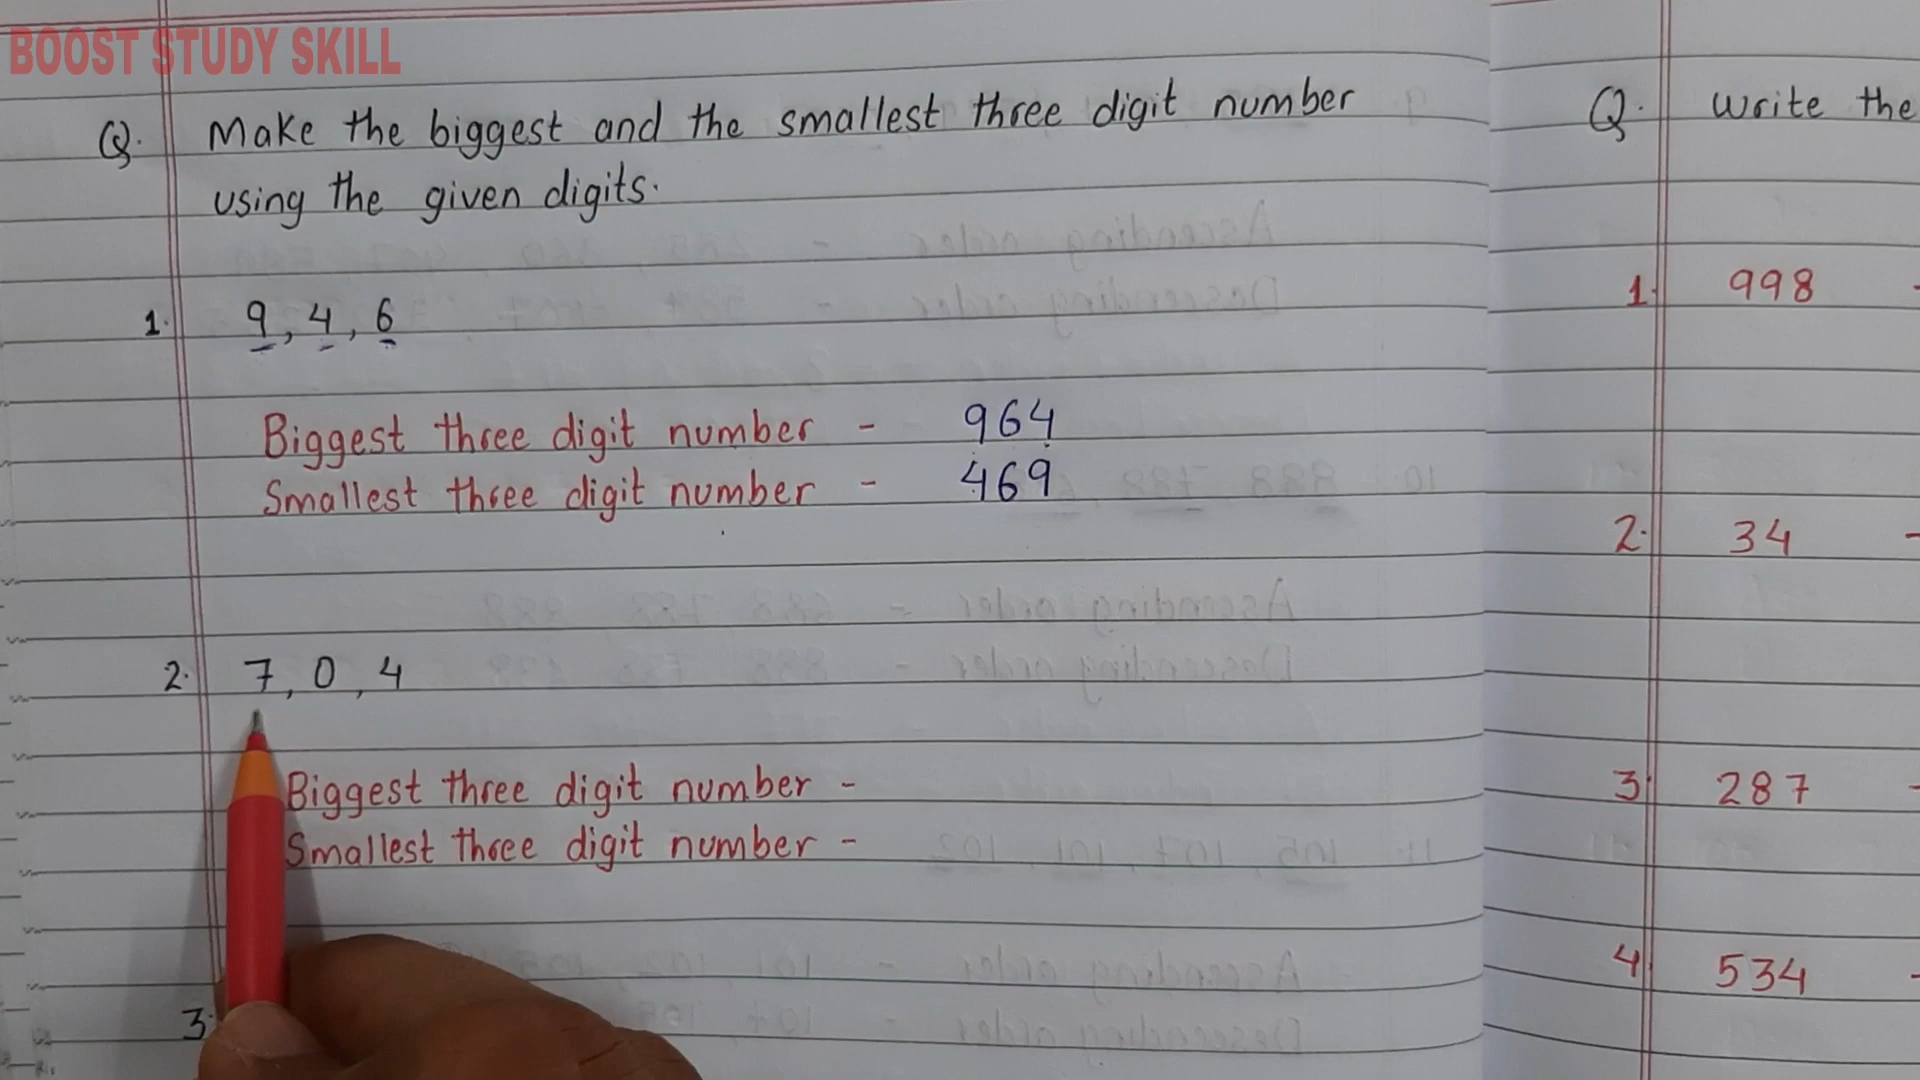 BOOST STUDY SKILL
Q. Make the biggest and the smallest three digit number
using the given digits.
1. 9, 4, 6
Biggest three digit number - 964
Smallest three digit number - 469
2. 7, 0, 4
Biggest three digit number -
Smallest three digit number -
3.
Q. Write the
1. 998 -
2. 34 -
3. 287 -
4. 534 -